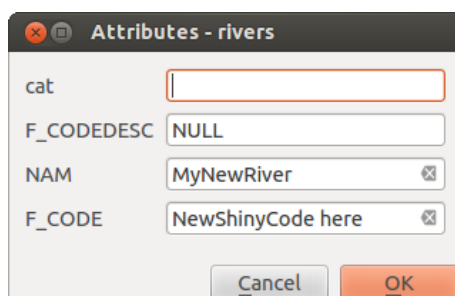 Attributes - rivers
cat
F_CODEDESC NULL
NAM MyNewRiver
F_CODE NewShinyCode here
Cancel OK